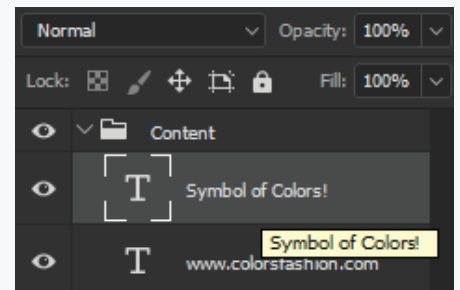 Normal Opacity: 100%
Lock: Fill: 100%
Content
T Symbol of Colors!
Symbol of Colors!
T www.colorsfashion.com